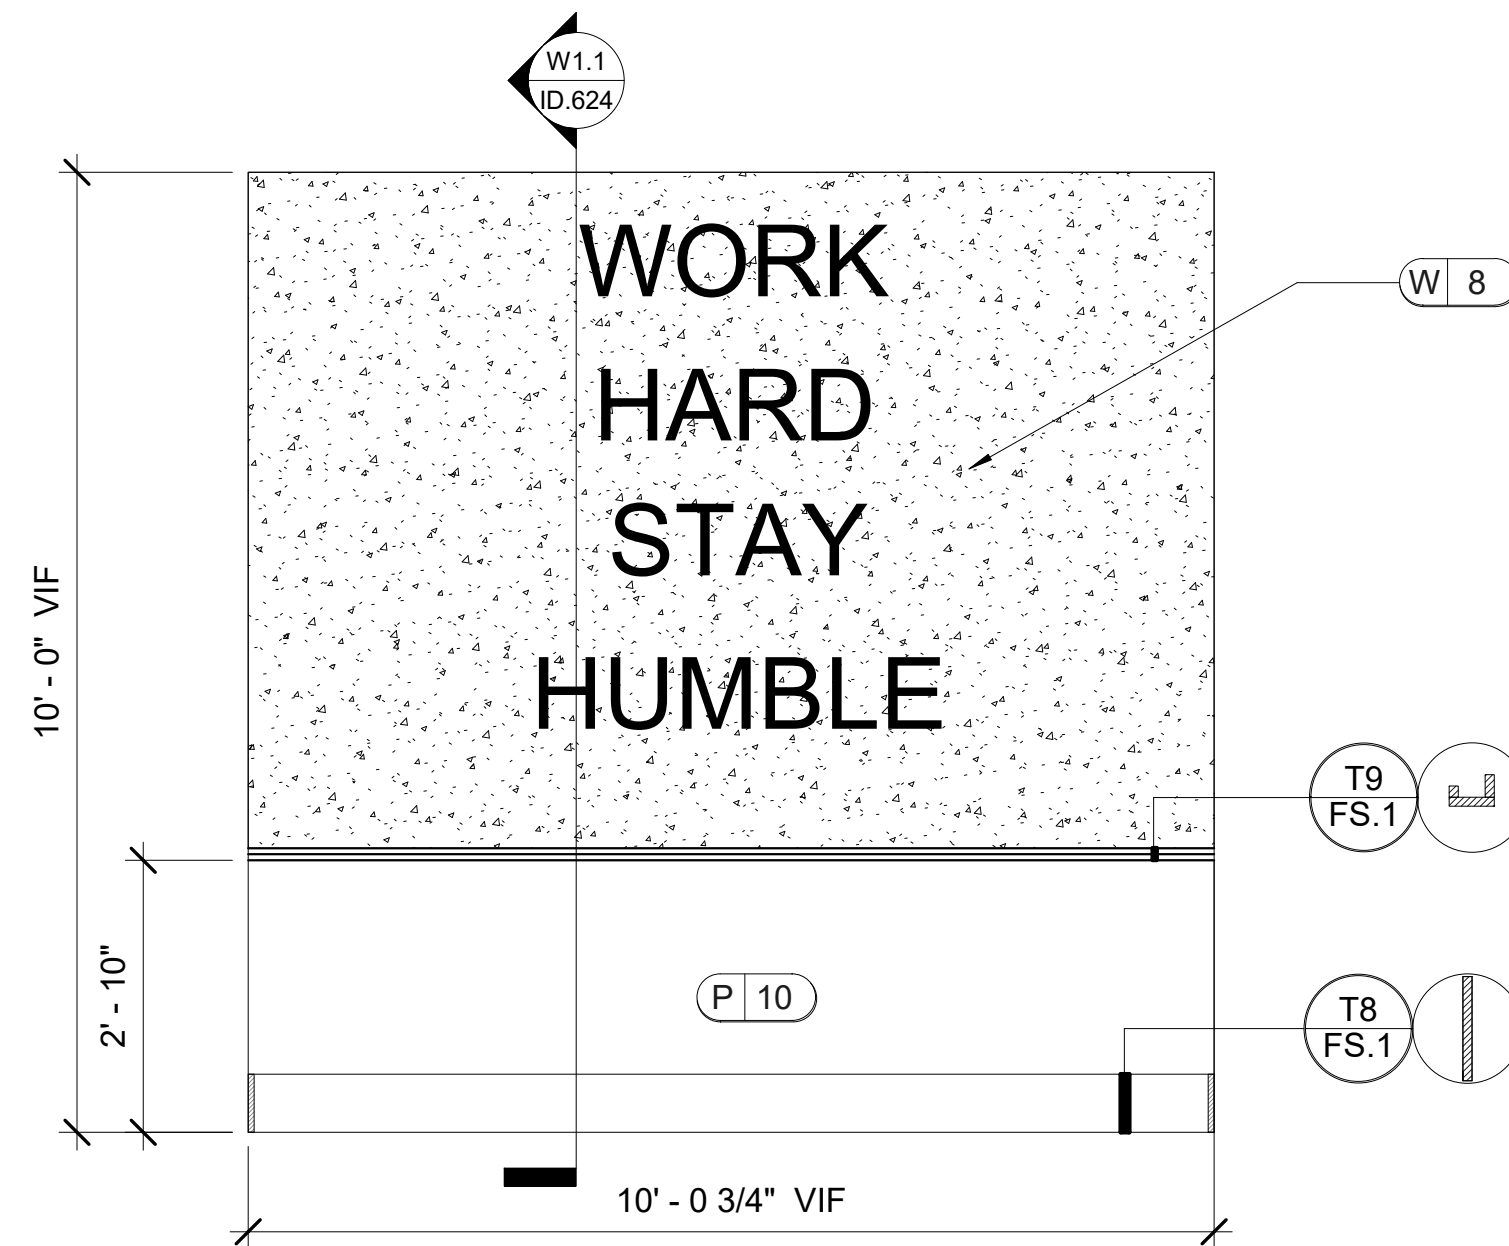 W1.1
ID.624
WORK
HARD
STAY
HUMBLE
W 8
10' - 0" VIF
T9
FS.1
2' - 10"
P 10
T8
FS.1
10' - 0 3/4" VIF